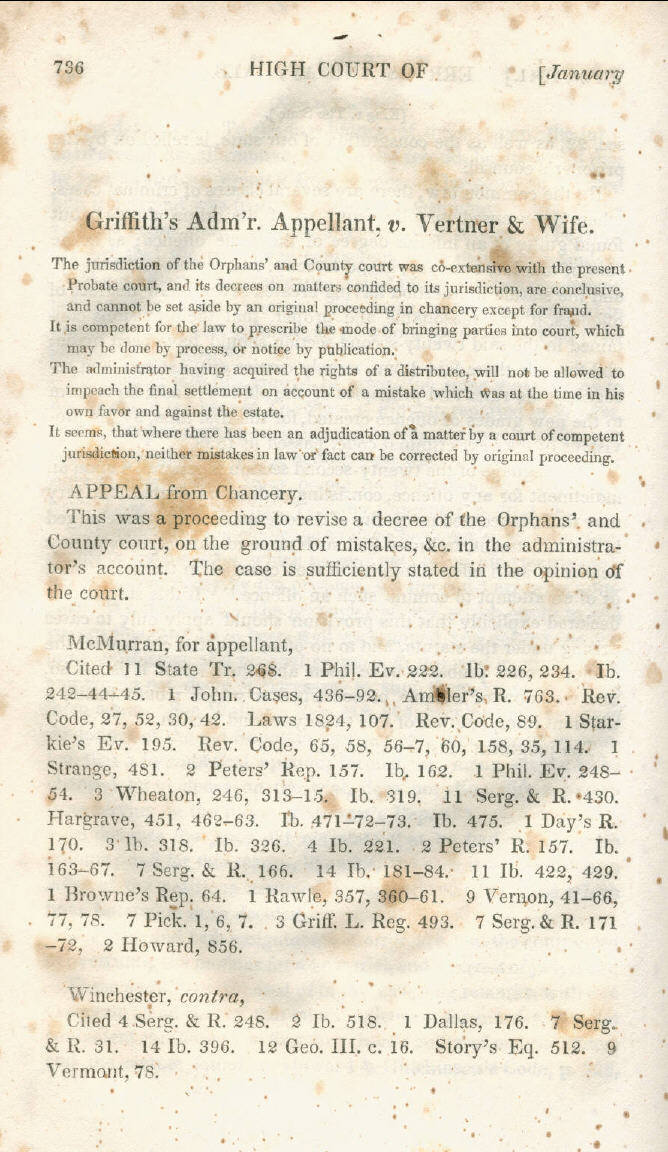 736 HIGH COURT OF [January
Griffith's Adm'r. Appellant, v. Vertner & Wife.
The jurisdiction of the Orphans' and County court was co-extensive with the present
Probate court, and its decrees on matters confided to its jurisdiction, are conclusive,
and cannot be set aside by an original proceeding in chancery except for fraud.
It is competent for the law to prescribe the mode of bringing parties into court, which
may be done by process, or notice by publication.
The administrator having acquired the rights of a distributee, will not be allowed to
impeach the final settlement on account of a mistake which was at the time in his
own favor and against the estate.
It seems, that where there has been an adjudication of a matter by a court of competent
jurisdiction, neither mistakes in law or fact can be corrected by original proceeding.
APPEAL from Chancery.
This was a proceeding to revise a decree of the Orphans' and
County court, on the ground of mistakes, &c. in the administra-
tor's account. The case is sufficiently stated in the opinion of
the court.
McMurran, for appellant,
Cited 11 State Tr. 268. 1 Phil. Ev. 222. Ib. 226, 234. Ib.
242–44–45. 1 John. Cases, 436–92. Ambler's R. 763. Rev.
Code, 27, 52, 30, 42. Laws 1824, 107. Rev. Code, 89. 1 Star-
kie's Ev. 195. Rev. Code, 65, 58, 56–7, 60, 158, 35, 114. 1
Strange, 481. 2 Peters' Rep. 157. Ib. 162. 1 Phil. Ev. 248–
54. 3 Wheaton, 246, 313–15. Ib. 319. 11 Serg. & R. 430.
Hargrave, 451, 462–63. Ib. 471–72–73. Ib. 475. 1 Day's R.
170. 3 Ib. 318. Ib. 326. 4 Ib. 221. 2 Peters' R. 157. Ib.
163–67. 7 Serg. & R. 166. 14 Ib. 181–84. 11 Ib. 422, 429.
1 Browne's Rep. 64. 1 Rawle, 357, 360–61. 9 Vernon, 41–66,
77, 78. 7 Pick. 1, 6, 7. 3 Griff. L. Reg. 493. 7 Serg. & R. 171
–72, 2 Howard, 856.
Winchester, contra,
Cited 4 Serg. & R. 248. 2 Ib. 518. 1 Dallas, 176. 7 Serg.
& R. 31. 14 Ib. 396. 12 Geo. III. c. 16. Story's Eq. 512. 9
Vermont, 78.